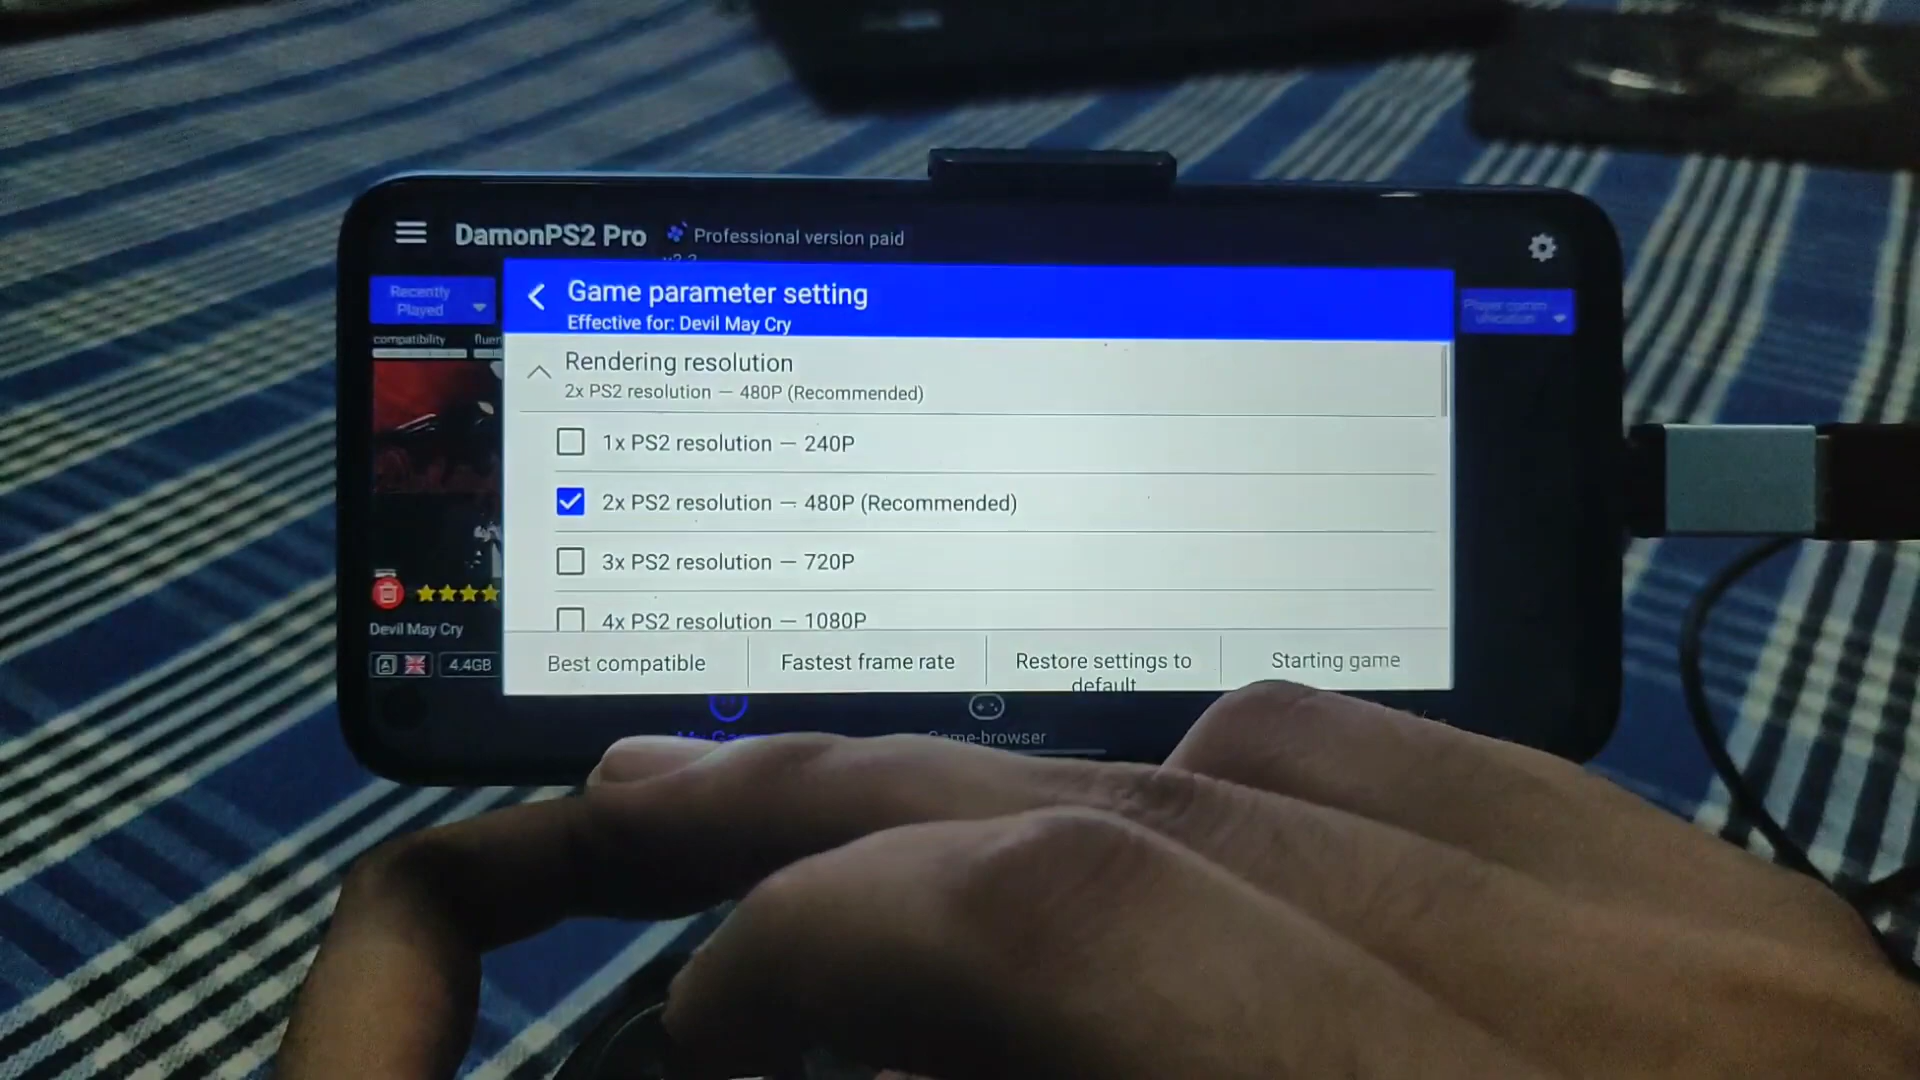 DamonPS2 Pro
Professional version paid
Recently
Played
compatibility
Game parameter setting
Effective for: Devil May Cry
Rendering resolution
2x PS2 resolution — 480P (Recommended)
1x PS2 resolution — 240P
2x PS2 resolution — 480P (Recommended)
3x PS2 resolution — 720P
4x PS2 resolution — 1080P
Devil May Cry
A
4.4GB
Best compatible
Fastest frame rate
Restore settings to
default
Starting game